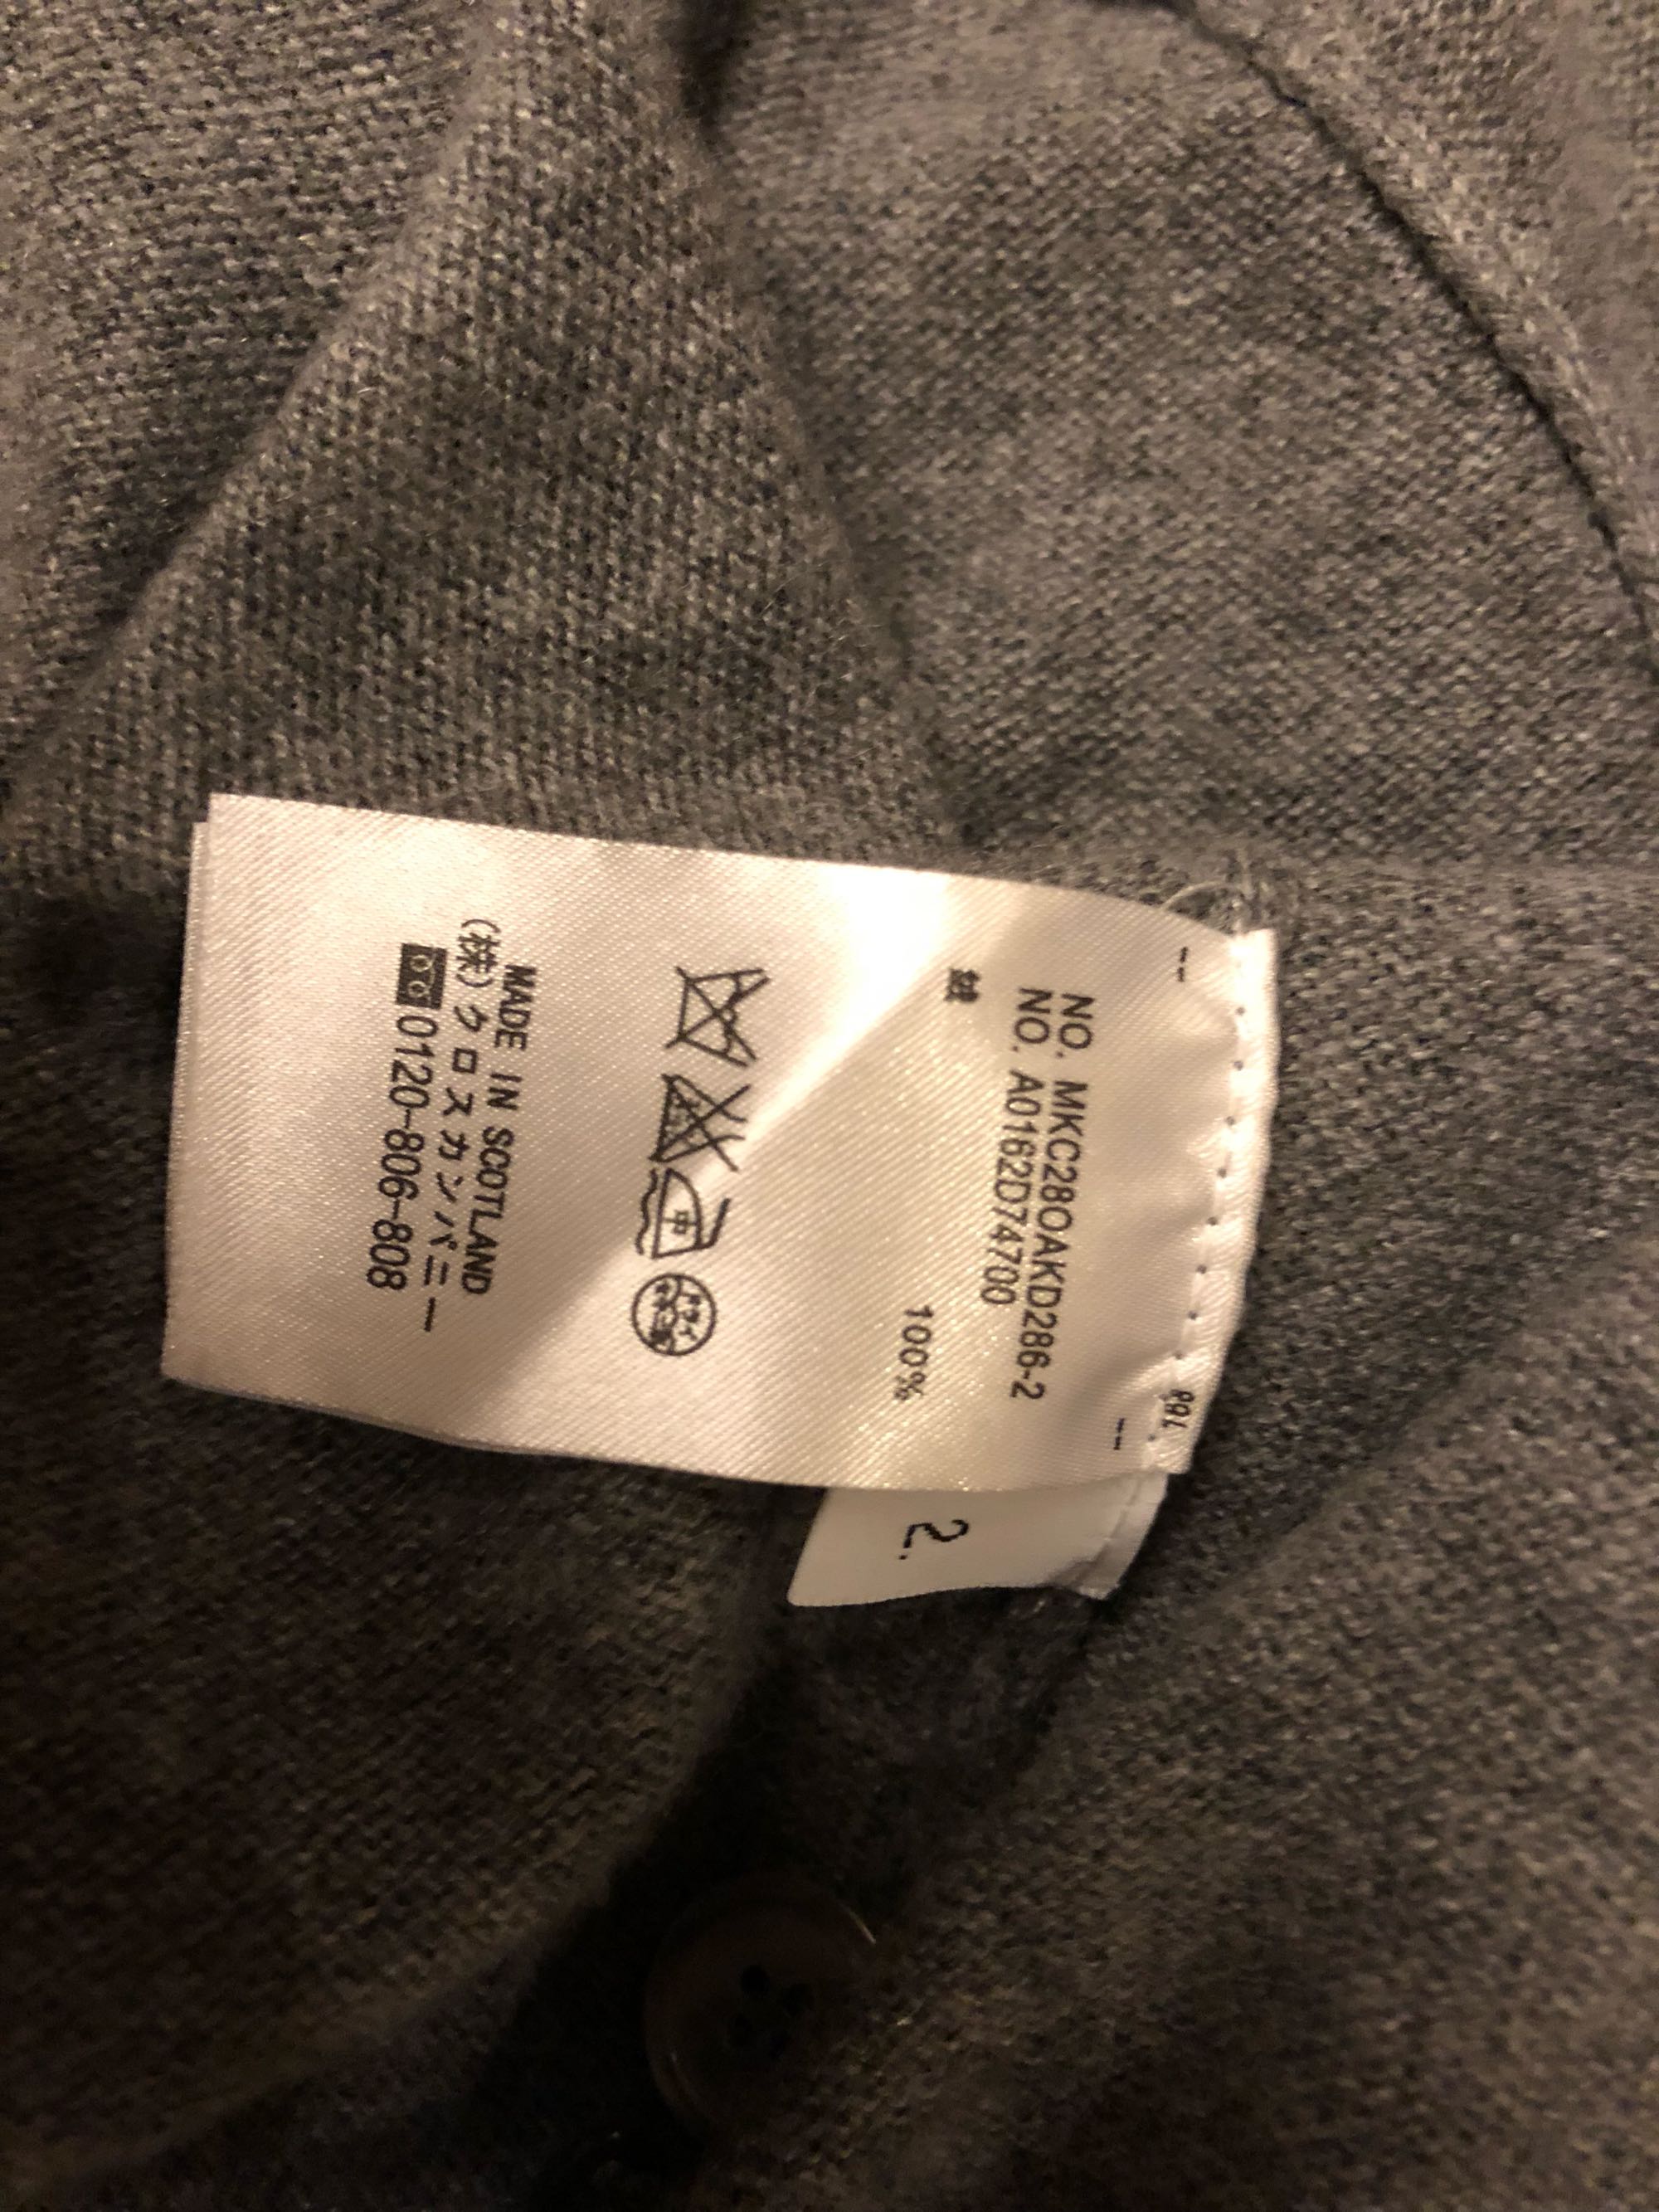 NO. MKC28OAKD286-2
NO. A0162D74700
100%
中
MADE IN SCOTLAND
(株)クロスカンパニー
0120-806-808
2.